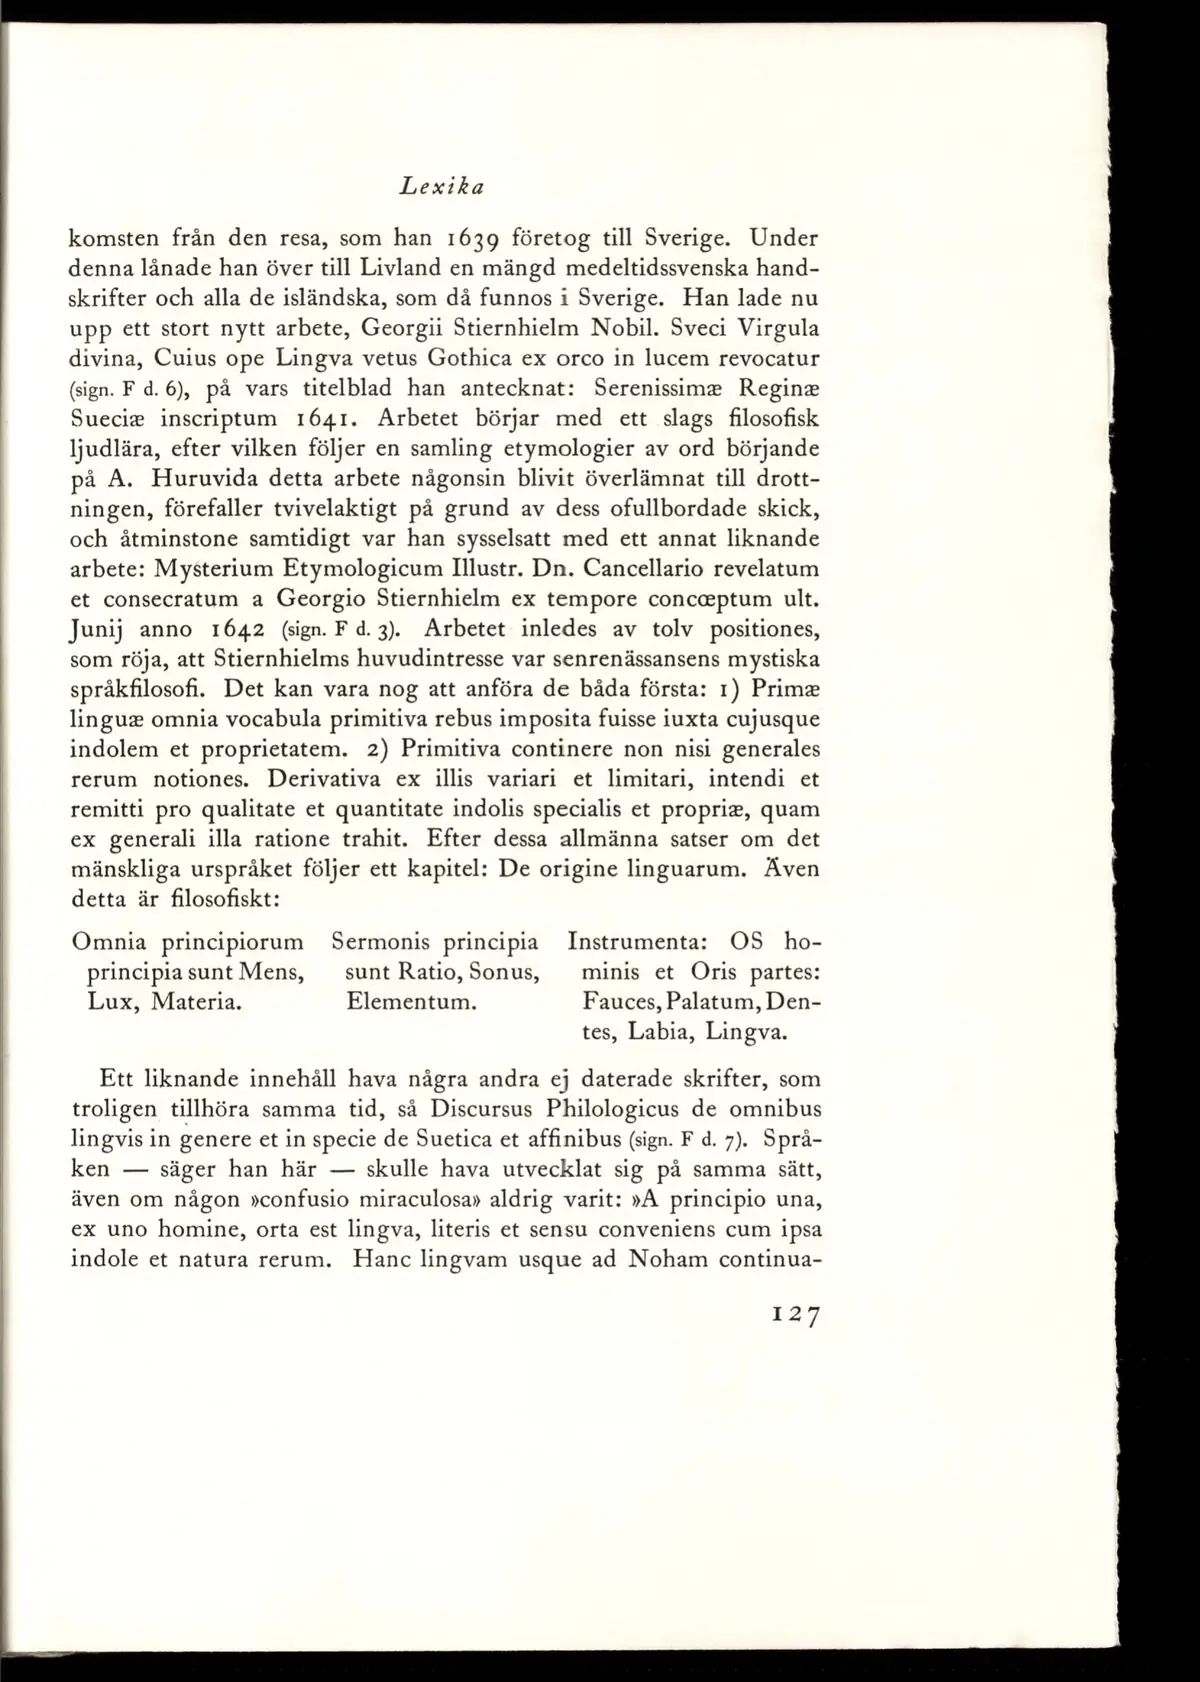 Lexika
komsten från den resa, som han 1639 företog till Sverige. Under
denna lånade han över till Livland en mängd medeltidssvenska hand-
skrifter och alla de isländska, som då funnos i Sverige. Han lade nu
upp ett stort nytt arbete, Georgii Stiernhielm Nobil. Sveci Virgula
divina, Cuius ope Lingva vetus Gothica ex orco in lucem revocatur
(sign. F d. 6), på vars titelblad han antecknat: Serenissimæ Reginæ
Sueciæ inscriptum 1641. Arbetet börjar med ett slags filosofisk
ljudlära, efter vilken följer en samling etymologier av ord börjande
på A. Huruvida detta arbete någonsin blivit överlämnat till drott-
ningen, förefaller tvivelaktigt på grund av dess ofullbordade skick,
och åtminstone samtidigt var han sysselsatt med ett annat liknande
arbete: Mysterium Etymologicum Illustr. Dn. Cancellario revelatum
et consecratum a Georgio Stiernhielm ex tempore concœptum ult.
Junij anno 1642 (sign. F d. 3). Arbetet inledes av tolv positiones,
som röja, att Stiernhielms huvudintresse var senrenässansens mystiska
språkfilosofi. Det kan vara nog att anföra de båda första: 1) Primæ
linguæ omnia vocabula primitiva rebus imposita fuisse iuxta cujusque
indolem et proprietatem. 2) Primitiva continere non nisi generales
rerum notiones. Derivativa ex illis variari et limitari, intendi et
remitti pro qualitate et quantitate indolis specialis et propriæ, quam
ex generali illa ratione trahit. Efter dessa allmänna satser om det
mänskliga urspråket följer ett kapitel: De origine linguarum. Även
detta är filosofiskt:
Omnia principiorum
principia sunt Mens,
Lux, Materia.
Sermonis principia
sunt Ratio, Sonus,
Elementum.
Instrumenta: OS ho-
minis et Oris partes:
Fauces, Palatum, Den-
tes, Labia, Lingva.
Ett liknande innehåll hava några andra ej daterade skrifter, som
troligen tillhöra samma tid, så Discursus Philologicus de omnibus
lingvis in genere et in specie de Suetica et affinibus (sign. F d. 7). Språ-
ken — säger han här — skulle hava utvecklat sig på samma sätt,
även om någon »confusio miraculosa» aldrig varit: »A principio una,
ex uno homine, orta est lingva, literis et sensu conveniens cum ipsa
indole et natura rerum. Hanc lingvam usque ad Noham continua-
127